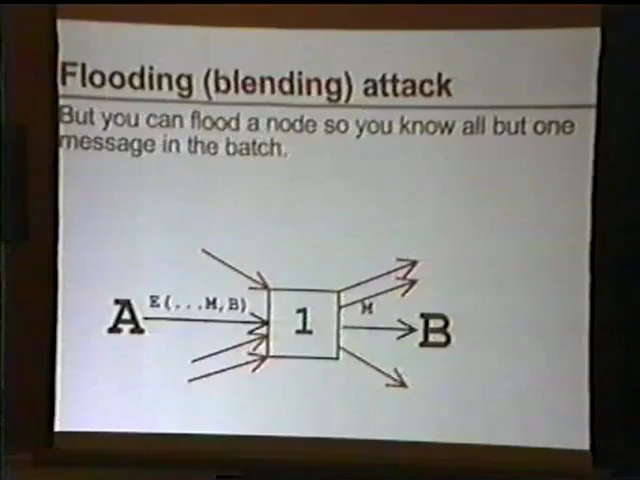 Flooding (blending) attack
But you can flood a node so you know all but one
message in the batch.
A E(...M,B) 1 M B